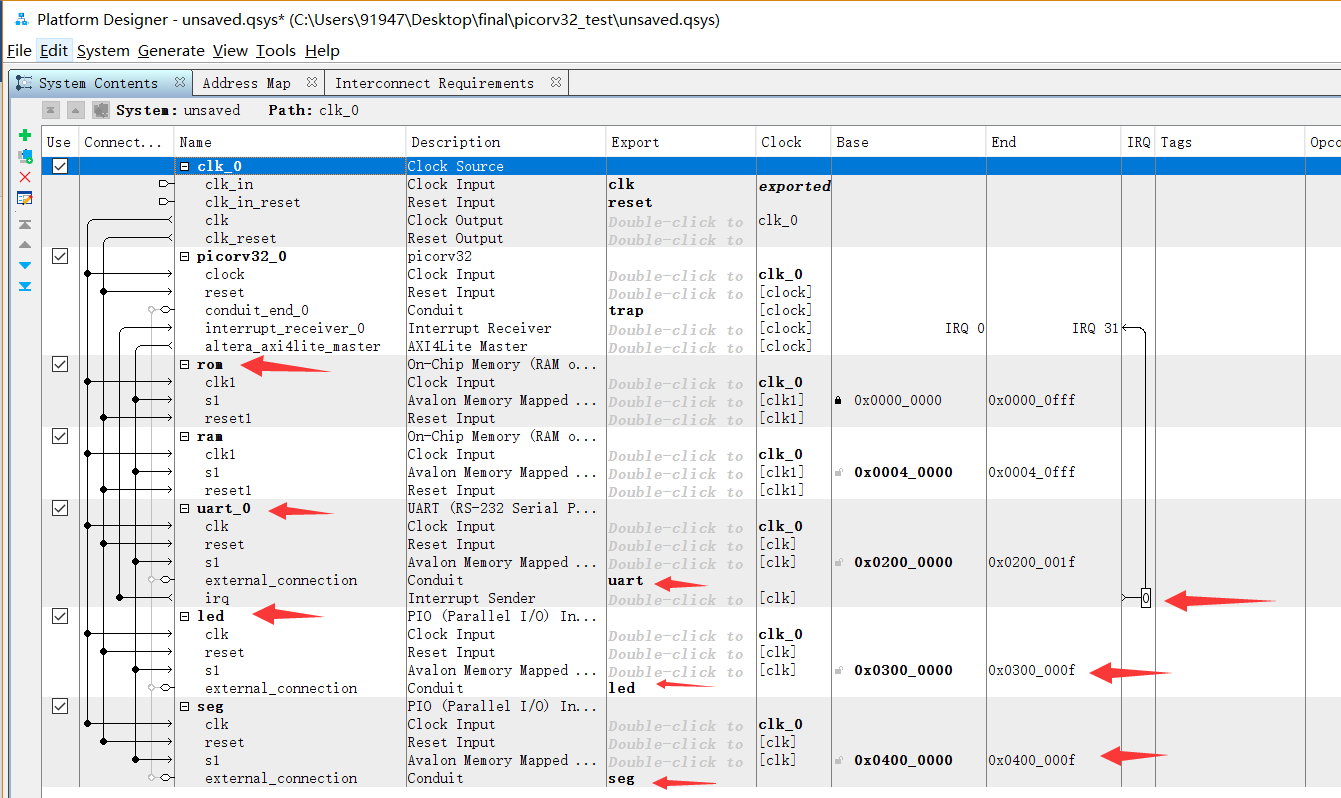 Platform Designer - unsaved.qsys* (C:\Users\91947\Desktop\final\picorv32_test\unsaved.qsys)
File Edit System Generate View Tools Help
System Contents Address Map Interconnect Requirements
System: unsaved Path: clk_0
Use Connect... Name Description Export Clock Base End IRQ Tags Opco
clk_0 Clock Source
clk_in Clock Input clk exported
clk_in_reset Reset Input reset
clk Clock Output Double-click to clk_0
clk_reset Reset Output Double-click to
picorv32_0 picorv32
clock Clock Input Double-click to clk_0
reset Reset Input Double-click to [clock]
conduit_end_0 Conduit trap [clock]
interrupt_receiver_0 Interrupt Receiver Double-click to [clock] IRQ 0 IRQ 31
altera_axi4lite_master AXI4Lite Master Double-click to [clock]
rom On-Chip Memory (RAM o...
clk1 Clock Input Double-click to clk_0
s1 Avalon Memory Mapped ... Double-click to [clk1] 0x0000_0000 0x0000_0fff
reset1 Reset Input Double-click to [clk1]
ram On-Chip Memory (RAM o...
clk1 Clock Input Double-click to clk_0
s1 Avalon Memory Mapped ... Double-click to [clk1] 0x0004_0000 0x0004_0fff
reset1 Reset Input Double-click to [clk1]
uart_0 UART (RS-232 Serial P...
clk Clock Input Double-click to clk_0
reset Reset Input Double-click to [clk]
s1 Avalon Memory Mapped ... Double-click to [clk] 0x0200_0000 0x0200_001f
external_connection Conduit uart
irq Interrupt Sender Double-click to [clk] 0
led PIO (Parallel I/O) In...
clk Clock Input Double-click to clk_0
reset Reset Input Double-click to [clk]
s1 Avalon Memory Mapped ... Double-click to [clk] 0x0300_0000 0x0300_000f
external_connection Conduit led
seg PIO (Parallel I/O) In...
clk Clock Input Double-click to clk_0
reset Reset Input Double-click to [clk]
s1 Avalon Memory Mapped ... Double-click to [clk] 0x0400_0000 0x0400_000f
external_connection Conduit seg